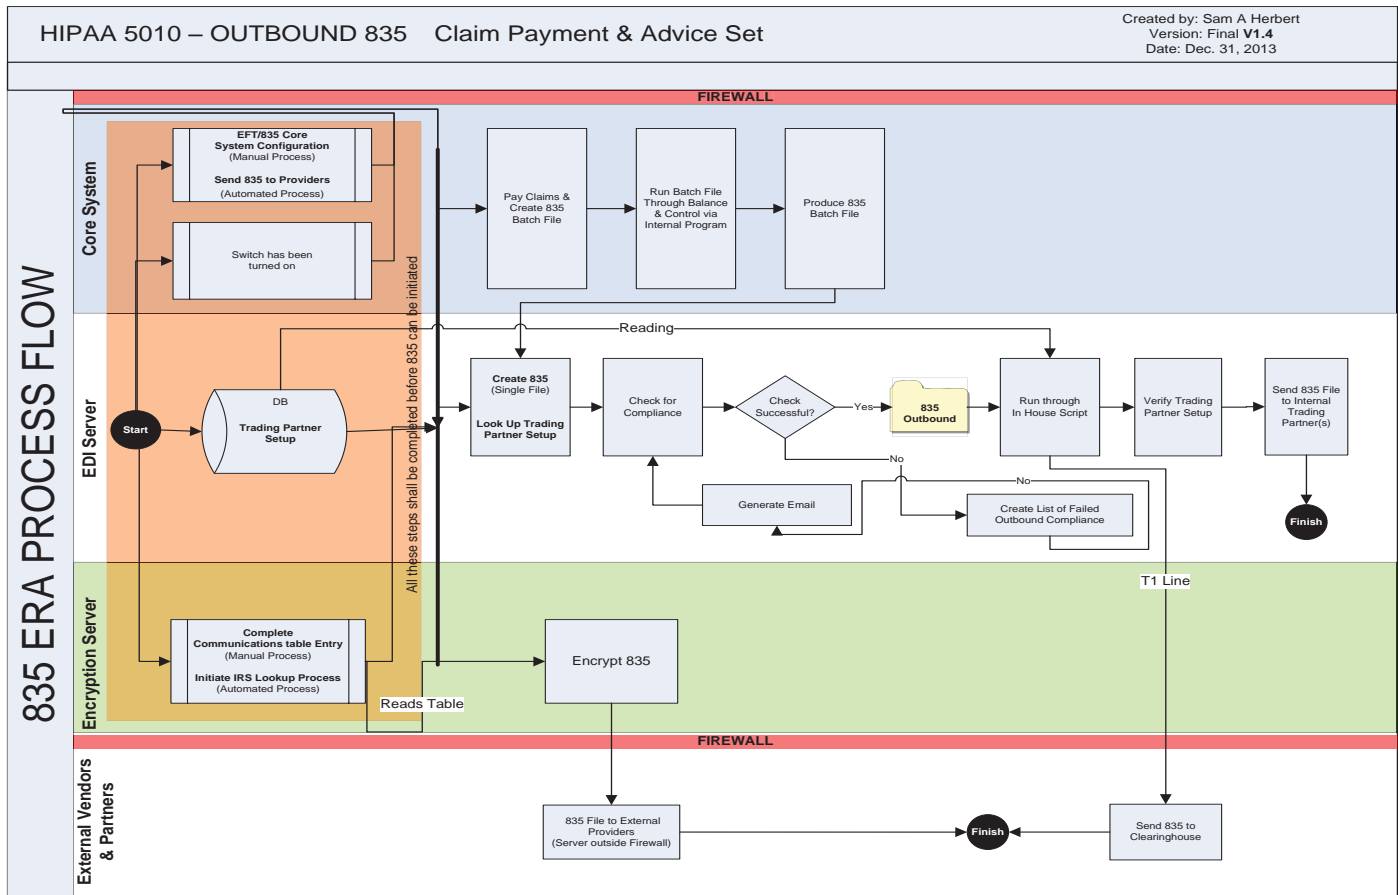 HIPAA 5010 – OUTBOUND 835 Claim Payment & Advice Set
Created by: Sam A Herbert
Version: Final V1.4
Date: Dec. 31, 2013
835 ERA PROCESS FLOW
FIREWALL
Core System
EFT/835 Core
System Configuration
(Manual Process)
Send 835 to Providers
(Automated Process)
Switch has been
turned on
Pay Claims &
Create 835
Batch File
Run Batch File
Through Balance
& Control via
Internal Program
Produce 835
Batch File
All these steps shall be completed before 835 can be initiated
EDI Server
Start
DB
Trading Partner
Setup
Reading
Create 835
(Single File)
Look Up Trading
Partner Setup
Check for
Compliance
Check
Successful?
Yes
835
Outbound
Run through
In House Script
Verify Trading
Partner Setup
Send 835 File
to Internal
Trading
Partner(s)
No
No
Generate Email
Create List of Failed
Outbound Compliance
Finish
T1 Line
Encryption Server
Complete
Communications table Entry
(Manual Process)
Initiate IRS Lookup Process
(Automated Process)
Reads Table
Encrypt 835
FIREWALL
External Vendors
& Partners
835 File to External
Providers
(Server outside Firewall)
Finish
Send 835 to
Clearinghouse